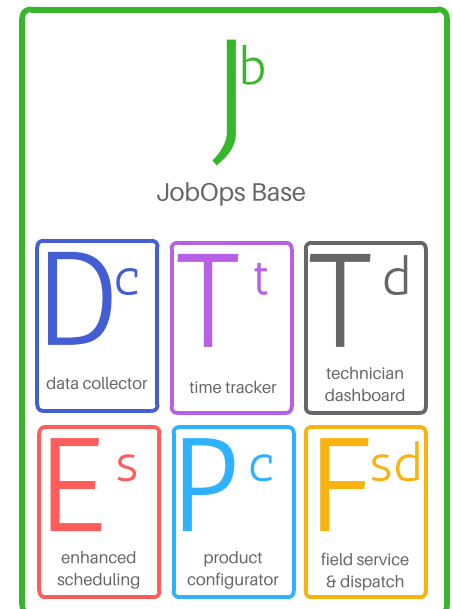 Jb
JobOps Base
Dc
data collector
Tt
time tracker
Td
technician
dashboard
Es
enhanced
scheduling
Pc
product
configurator
Fsd
field service
& dispatch